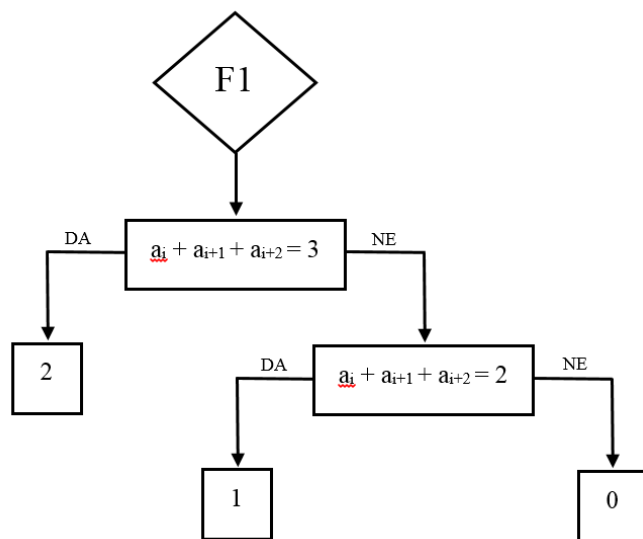 F1
DA
aᵢ + aᵢ₊₁ + aᵢ₊₂ = 3
NE
2
DA
aᵢ + aᵢ₊₁ + aᵢ₊₂ = 2
NE
1
0